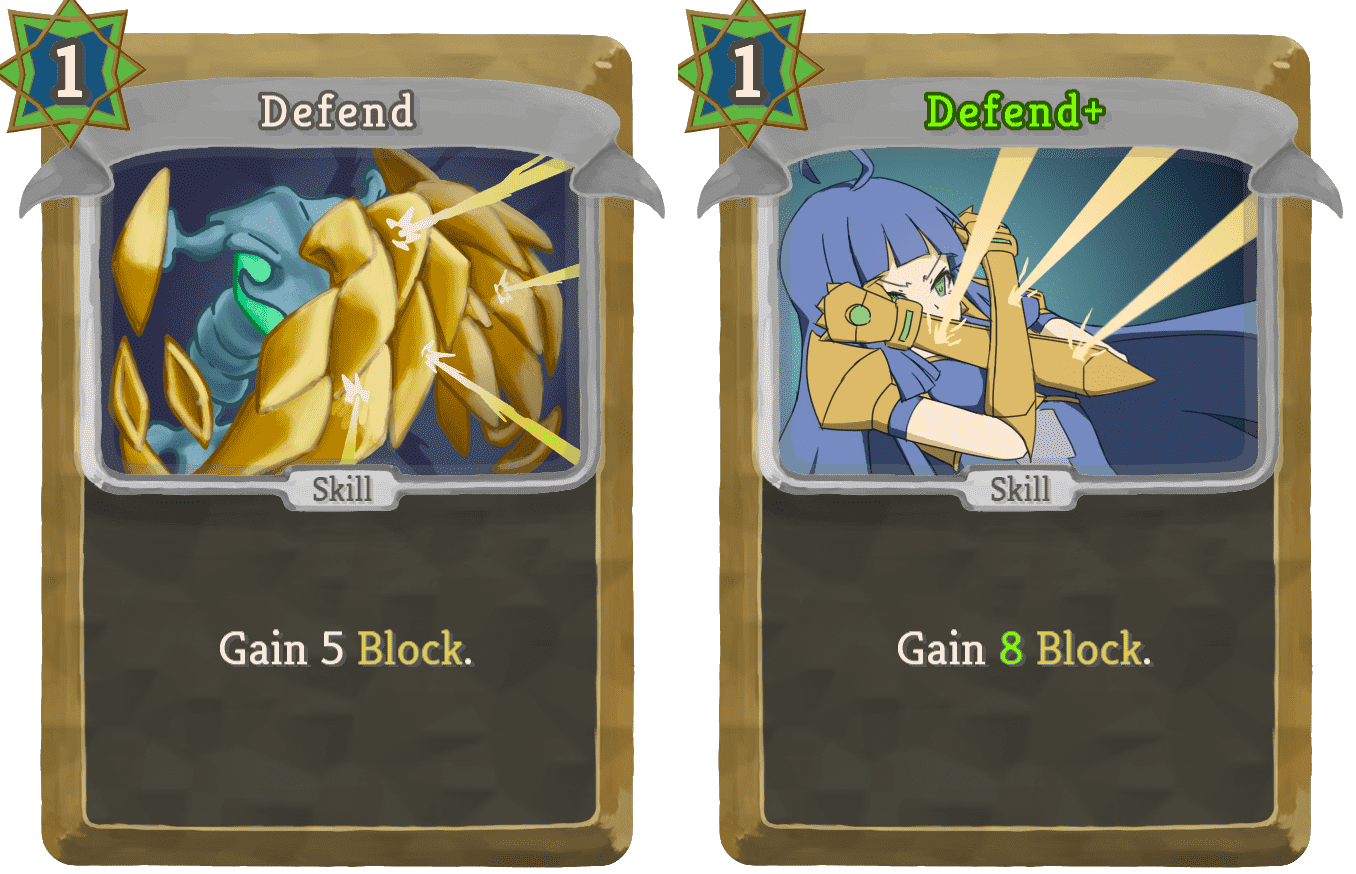 1
Defend
Skill
Gain 5 Block.
1
Defend+
Skill
Gain 8 Block.